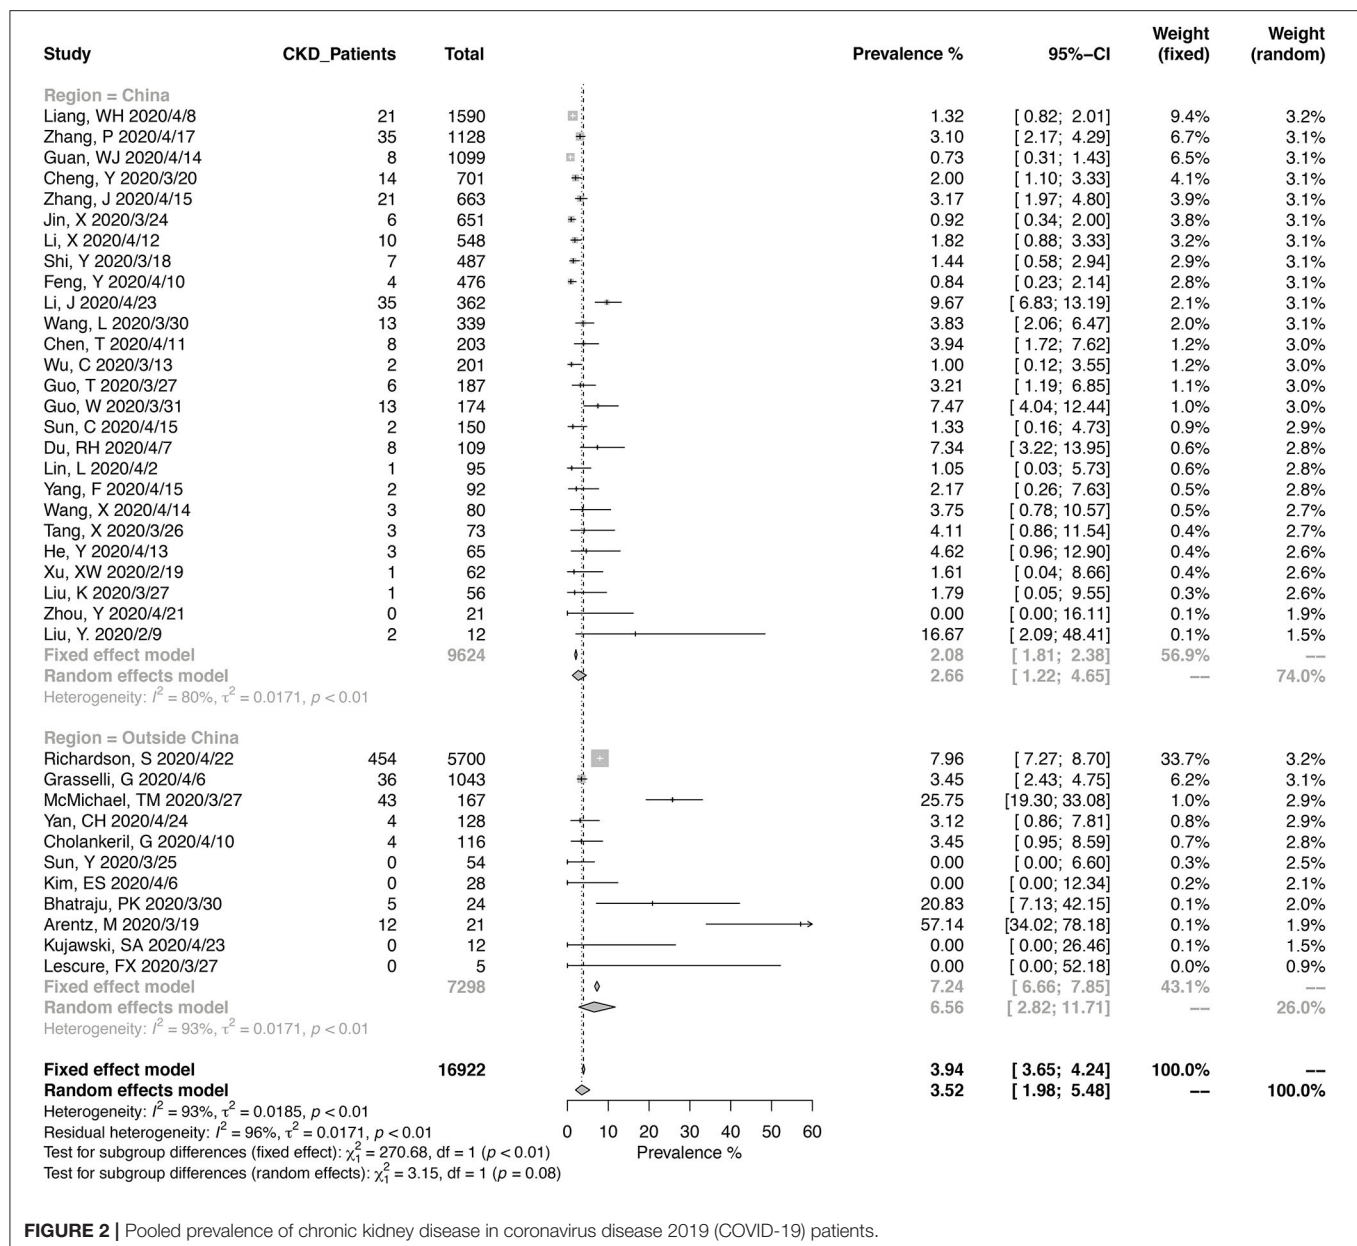 Study CKD_Patients Total Prevalence % 95%−CI Weight (fixed) Weight (random)
Region = China
Liang, WH 2020/4/8 21 1590 1.32 [ 0.82; 2.01] 9.4% 3.2%
Zhang, P 2020/4/17 35 1128 3.10 [ 2.17; 4.29] 6.7% 3.1%
Guan, WJ 2020/4/14 8 1099 0.73 [ 0.31; 1.43] 6.5% 3.1%
Cheng, Y 2020/3/20 14 701 2.00 [ 1.10; 3.33] 4.1% 3.1%
Zhang, J 2020/4/15 21 663 3.17 [ 1.97; 4.80] 3.9% 3.1%
Jin, X 2020/3/24 6 651 0.92 [ 0.34; 2.00] 3.8% 3.1%
Li, X 2020/4/12 10 548 1.82 [ 0.88; 3.33] 3.2% 3.1%
Shi, Y 2020/3/18 7 487 1.44 [ 0.58; 2.94] 2.9% 3.1%
Feng, Y 2020/4/10 4 476 0.84 [ 0.23; 2.14] 2.8% 3.1%
Li, J 2020/4/23 35 362 9.67 [ 6.83; 13.19] 2.1% 3.1%
Wang, L 2020/3/30 13 339 3.83 [ 2.06; 6.47] 2.0% 3.1%
Chen, T 2020/4/11 8 203 3.94 [ 1.72; 7.62] 1.2% 3.0%
Wu, C 2020/3/13 2 201 1.00 [ 0.12; 3.55] 1.2% 3.0%
Guo, T 2020/3/27 6 187 3.21 [ 1.19; 6.85] 1.1% 3.0%
Guo, W 2020/3/31 13 174 7.47 [ 4.04; 12.44] 1.0% 3.0%
Sun, C 2020/4/15 2 150 1.33 [ 0.16; 4.73] 0.9% 2.9%
Du, RH 2020/4/7 8 109 7.34 [ 3.22; 13.95] 0.6% 2.8%
Lin, L 2020/4/2 1 95 1.05 [ 0.03; 5.73] 0.6% 2.8%
Yang, F 2020/4/15 2 92 2.17 [ 0.26; 7.63] 0.5% 2.8%
Wang, X 2020/4/14 3 80 3.75 [ 0.78; 10.57] 0.5% 2.7%
Tang, X 2020/3/26 3 73 4.11 [ 0.86; 11.54] 0.4% 2.7%
He, Y 2020/4/13 3 65 4.62 [ 0.96; 12.90] 0.4% 2.6%
Xu, XW 2020/2/19 1 62 1.61 [ 0.04; 8.66] 0.4% 2.6%
Liu, K 2020/3/27 1 56 1.79 [ 0.05; 9.55] 0.3% 2.6%
Zhou, Y 2020/4/21 0 21 0.00 [ 0.00; 16.11] 0.1% 1.9%
Liu, Y. 2020/2/9 2 12 16.67 [ 2.09; 48.41] 0.1% 1.5%
Fixed effect model 9624 2.08 [ 1.81; 2.38] 56.9% −−
Random effects model 2.66 [ 1.22; 4.65] −− 74.0%
Heterogeneity: I² = 80%, τ² = 0.0171, p < 0.01
Region = Outside China
Richardson, S 2020/4/22 454 5700 7.96 [ 7.27; 8.70] 33.7% 3.2%
Grasselli, G 2020/4/6 36 1043 3.45 [ 2.43; 4.75] 6.2% 3.1%
McMichael, TM 2020/3/27 43 167 25.75 [19.30; 33.08] 1.0% 2.9%
Yan, CH 2020/4/24 4 128 3.12 [ 0.86; 7.81] 0.8% 2.9%
Cholankeril, G 2020/4/10 4 116 3.45 [ 0.95; 8.59] 0.7% 2.8%
Sun, Y 2020/3/25 0 54 0.00 [ 0.00; 6.60] 0.3% 2.5%
Kim, ES 2020/4/6 0 28 0.00 [ 0.00; 12.34] 0.2% 2.1%
Bhatraju, PK 2020/3/30 5 24 20.83 [ 7.13; 42.15] 0.1% 2.0%
Arentz, M 2020/3/19 12 21 57.14 [34.02; 78.18] 0.1% 1.9%
Kujawski, SA 2020/4/23 0 12 0.00 [ 0.00; 26.46] 0.1% 1.5%
Lescure, FX 2020/3/27 0 5 0.00 [ 0.00; 52.18] 0.0% 0.9%
Fixed effect model 7298 7.24 [ 6.66; 7.85] 43.1% −−
Random effects model 6.56 [ 2.82; 11.71] −− 26.0%
Heterogeneity: I² = 93%, τ² = 0.0171, p < 0.01
Fixed effect model 16922 3.94 [ 3.65; 4.24] 100.0% −−
Random effects model 3.52 [ 1.98; 5.48] −− 100.0%
Heterogeneity: I² = 93%, τ² = 0.0185, p < 0.01
Residual heterogeneity: I² = 96%, τ² = 0.0171, p < 0.01
0 10 20 30 40 50 60
Test for subgroup differences (fixed effect): χ²₁ = 270.68, df = 1 (p < 0.01)
Prevalence %
Test for subgroup differences (random effects): χ²₁ = 3.15, df = 1 (p = 0.08)
FIGURE 2 | Pooled prevalence of chronic kidney disease in coronavirus disease 2019 (COVID-19) patients.